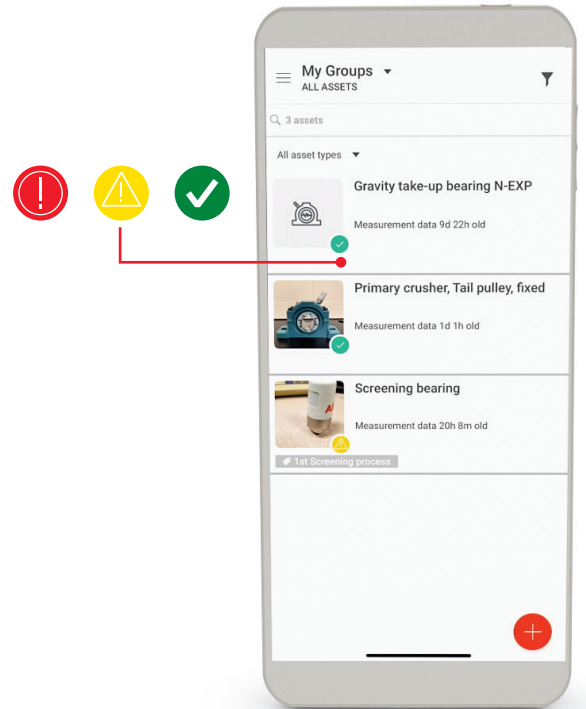 My Groups
ALL ASSETS
3 assets
All asset types
Gravity take-up bearing N-EXP
Measurement data 9d 22h old
Primary crusher, Tail pulley, fixed
Measurement data 1d 1h old
Screening bearing
Measurement data 20h 8m old
1st Screening process